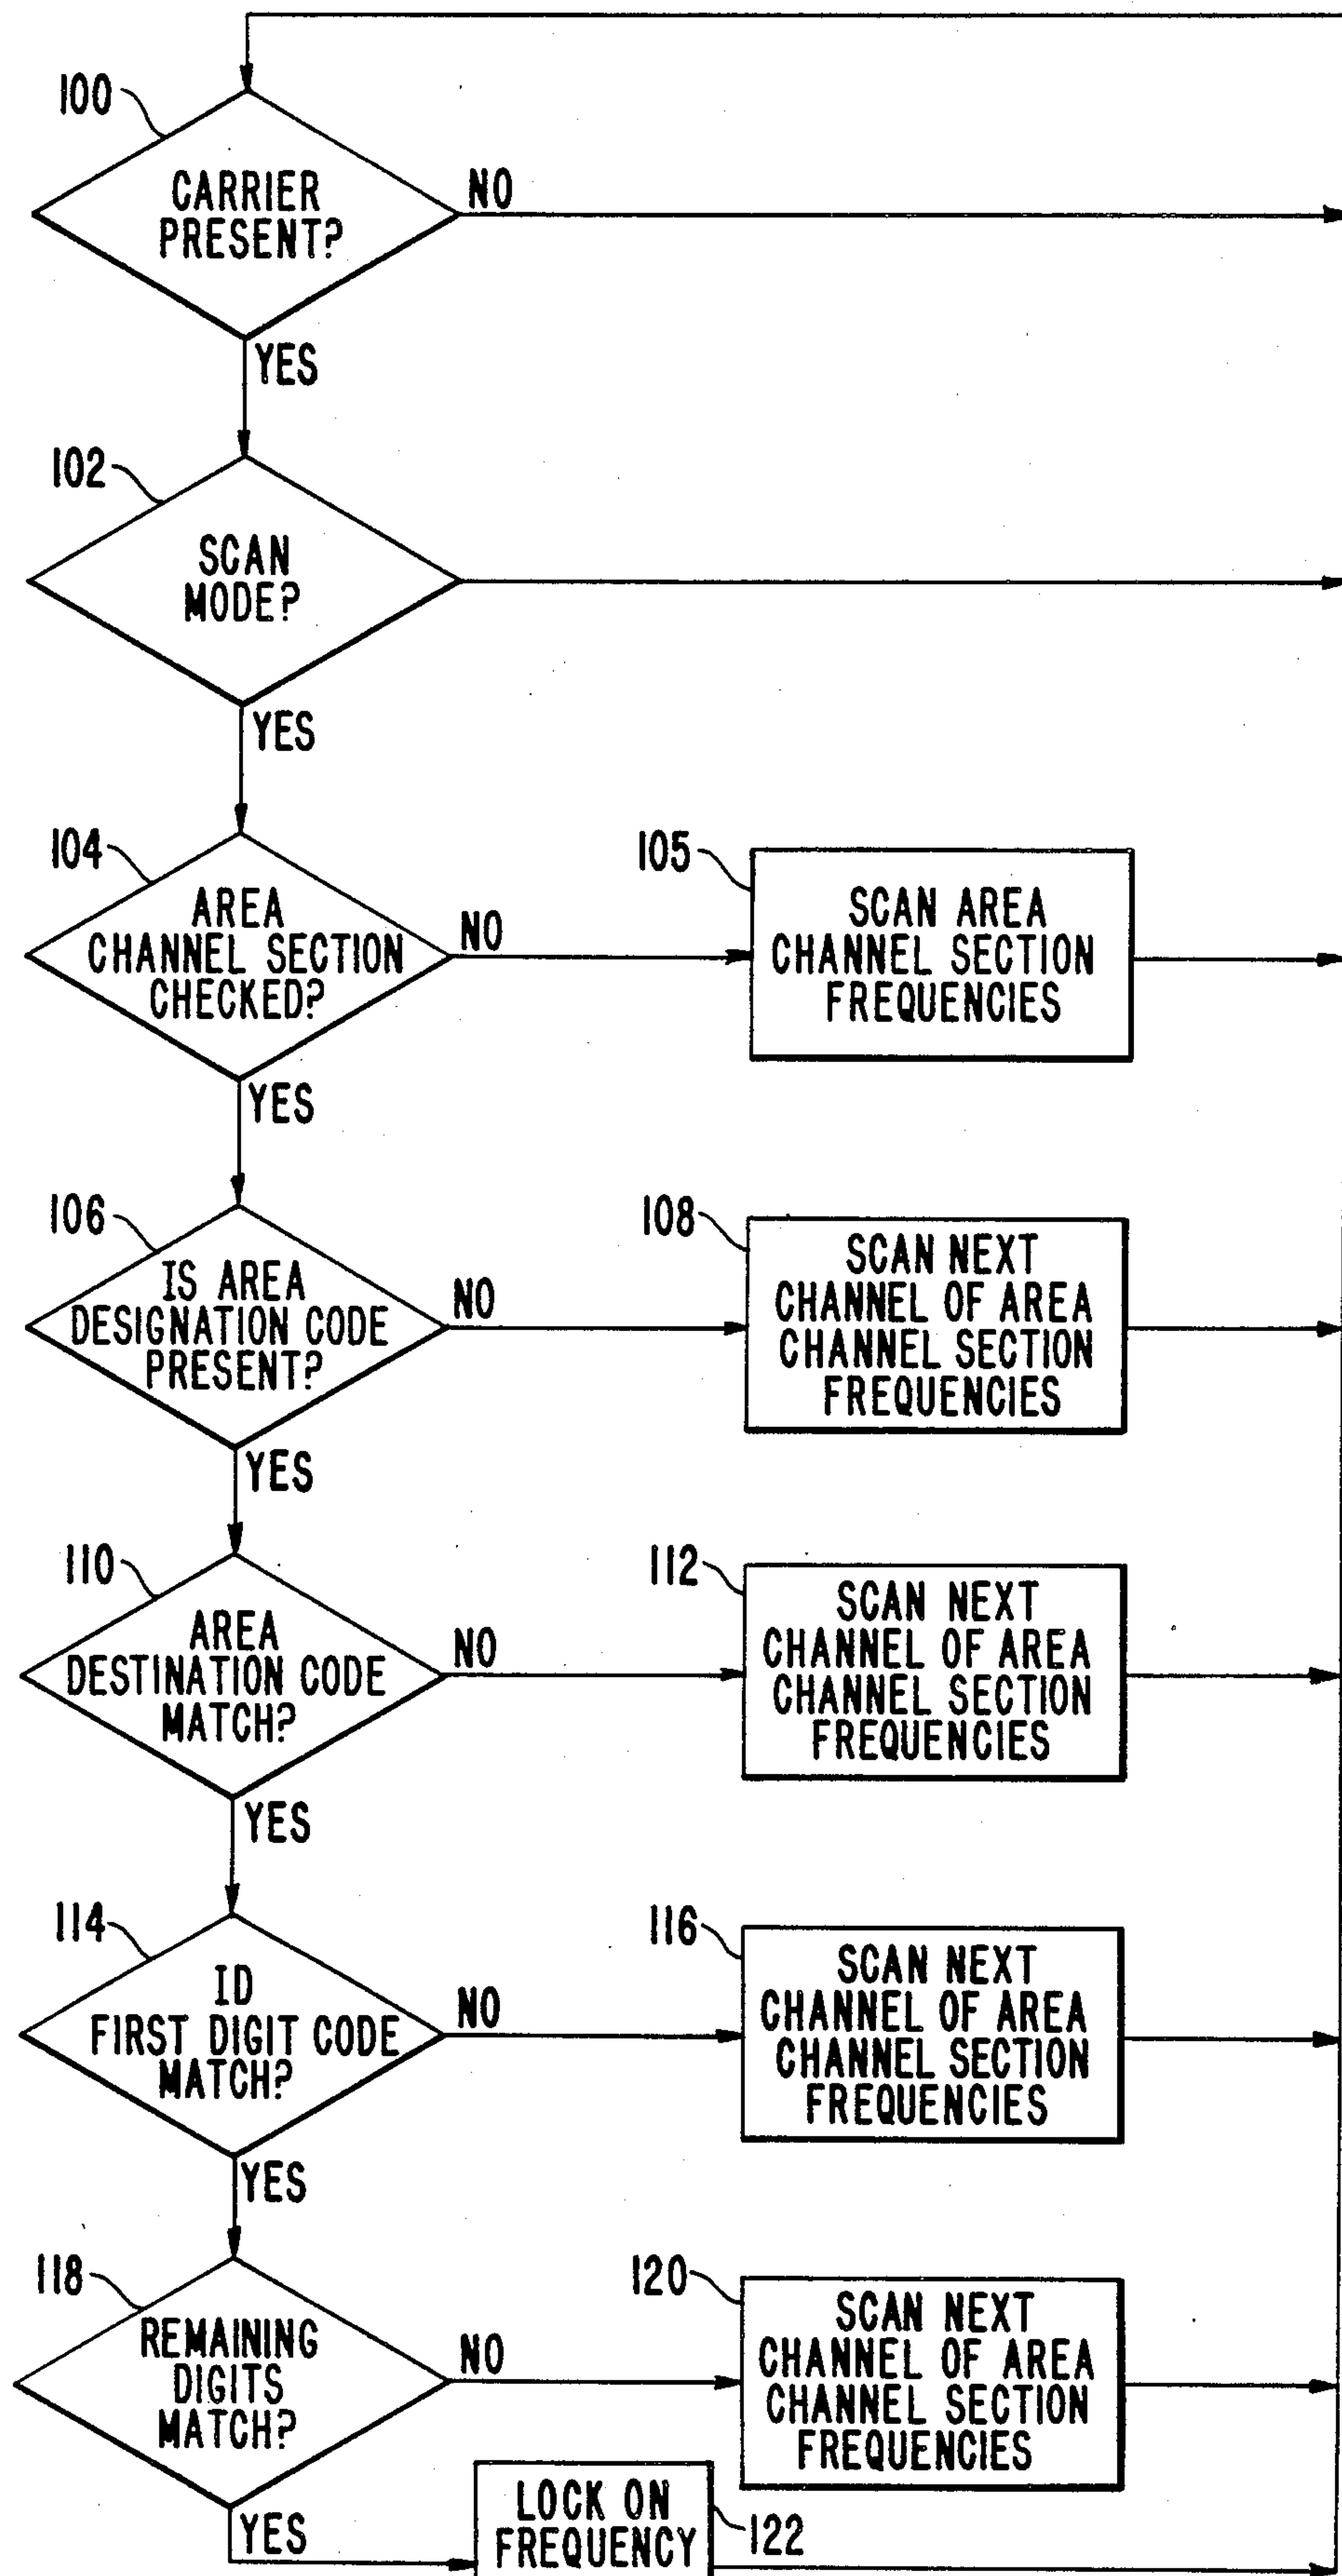 100
CARRIER
PRESENT?
NO
YES
102
SCAN
MODE?
YES
104
AREA
CHANNEL SECTION
CHECKED?
NO
105
SCAN AREA
CHANNEL SECTION
FREQUENCIES
YES
106
IS AREA
DESIGNATION CODE
PRESENT?
NO
108
SCAN NEXT
CHANNEL OF AREA
CHANNEL SECTION
FREQUENCIES
YES
110
AREA
DESTINATION CODE
MATCH?
NO
112
SCAN NEXT
CHANNEL OF AREA
CHANNEL SECTION
FREQUENCIES
YES
114
ID
FIRST DIGIT CODE
MATCH?
NO
116
SCAN NEXT
CHANNEL OF AREA
CHANNEL SECTION
FREQUENCIES
YES
118
REMAINING
DIGITS
MATCH?
NO
120
SCAN NEXT
CHANNEL OF AREA
CHANNEL SECTION
FREQUENCIES
YES
LOCK ON
FREQUENCY
122